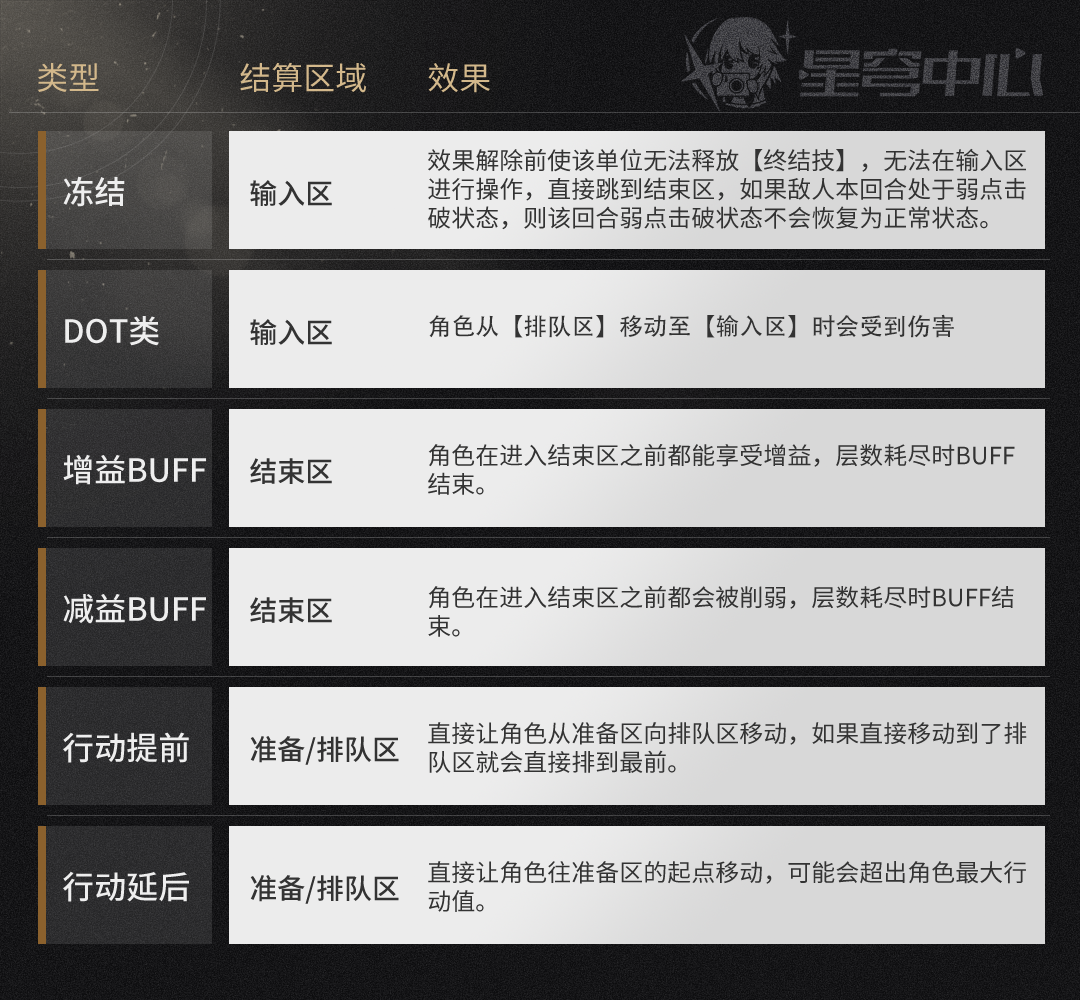 类型 结算区域 效果
星穹中心
冻结
输入区
效果解除前使该单位无法释放【终结技】，无法在输入区
进行操作，直接跳到结束区，如果敌人本回合处于弱点击
破状态，则该回合弱点击破状态不会恢复为正常状态。
DOT类
输入区
角色从【排队区】移动至【输入区】时会受到伤害
增益BUFF
结束区
角色在进入结束区之前都能享受增益，层数耗尽时BUFF
结束。
减益BUFF
结束区
角色在进入结束区之前都会被削弱，层数耗尽时BUFF结
束。
行动提前
准备/排队区
直接让角色从准备区向排队区移动，如果直接移动到了排
队区就会直接排到最前。
行动延后
准备/排队区
直接让角色往准备区的起点移动，可能会超出角色最大行
动值。